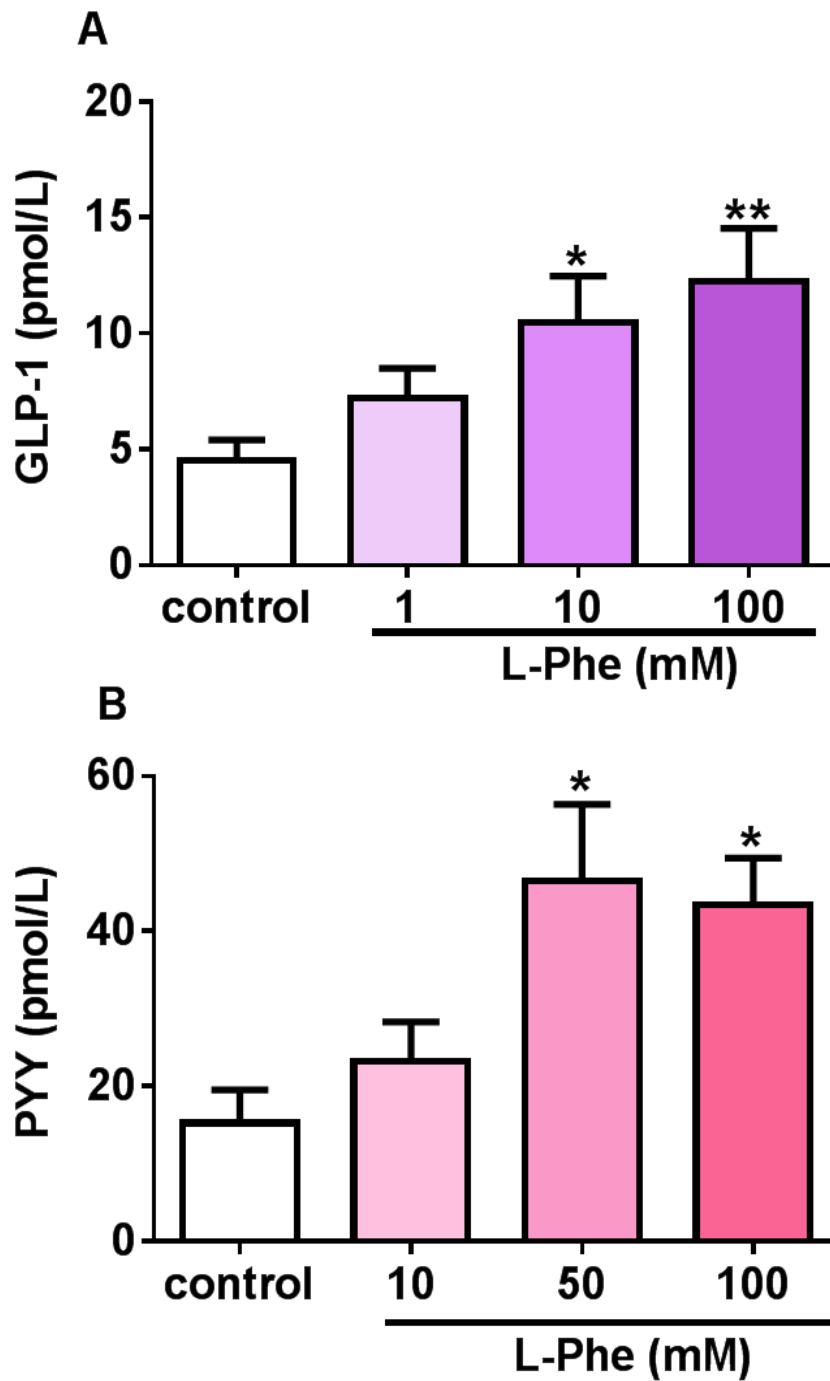 A
GLP-1 (pmol/L)
20
15
10
5
0
* **
control 1 10 100
L-Phe (mM)
B
PYY (pmol/L)
60
40
20
0
* *
control 10 50 100
L-Phe (mM)